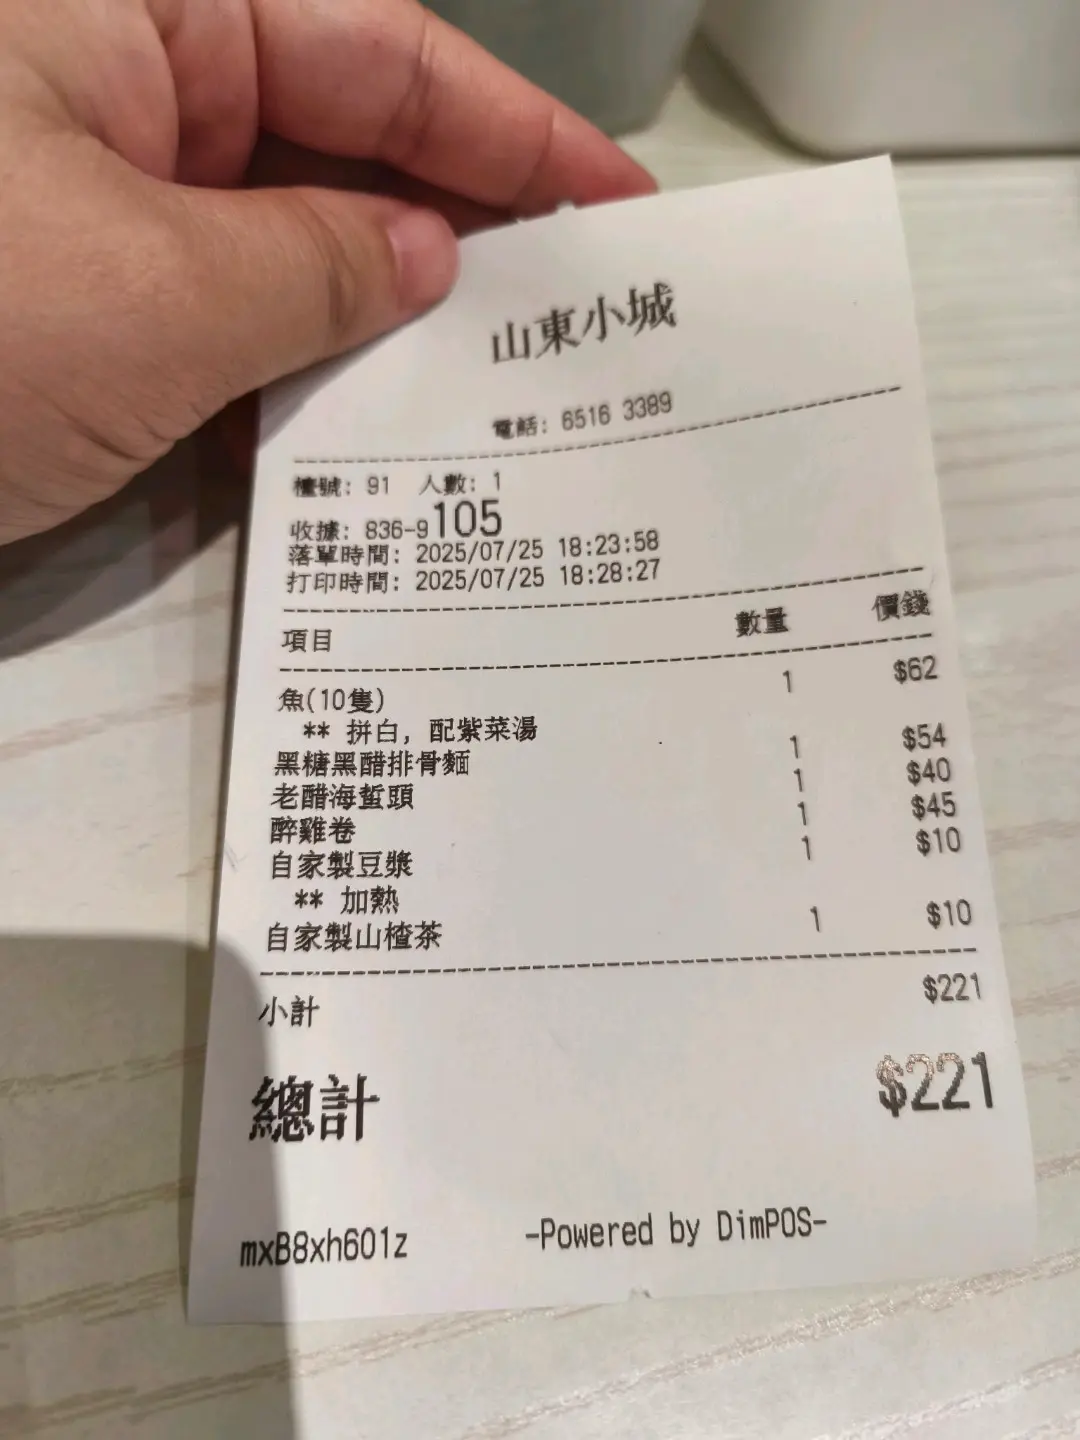 山東小城
電話: 6516 3389
檯號: 91 人數: 1
收據: 836-9105
落單時間: 2025/07/25 18:23:58
打印時間: 2025/07/25 18:28:27
項目 數量 價錢
魚(10隻) 1 $62
** 拼白, 配紫菜湯
黑糖黑醋排骨麵 1 $54
老醋海蜇頭 1 $40
醉雞卷 1 $45
自家製豆漿 1 $10
** 加熱
自家製山楂茶 1 $10
小計 $221
總計 $221
mxB8xh601z -Powered by DimPOS-